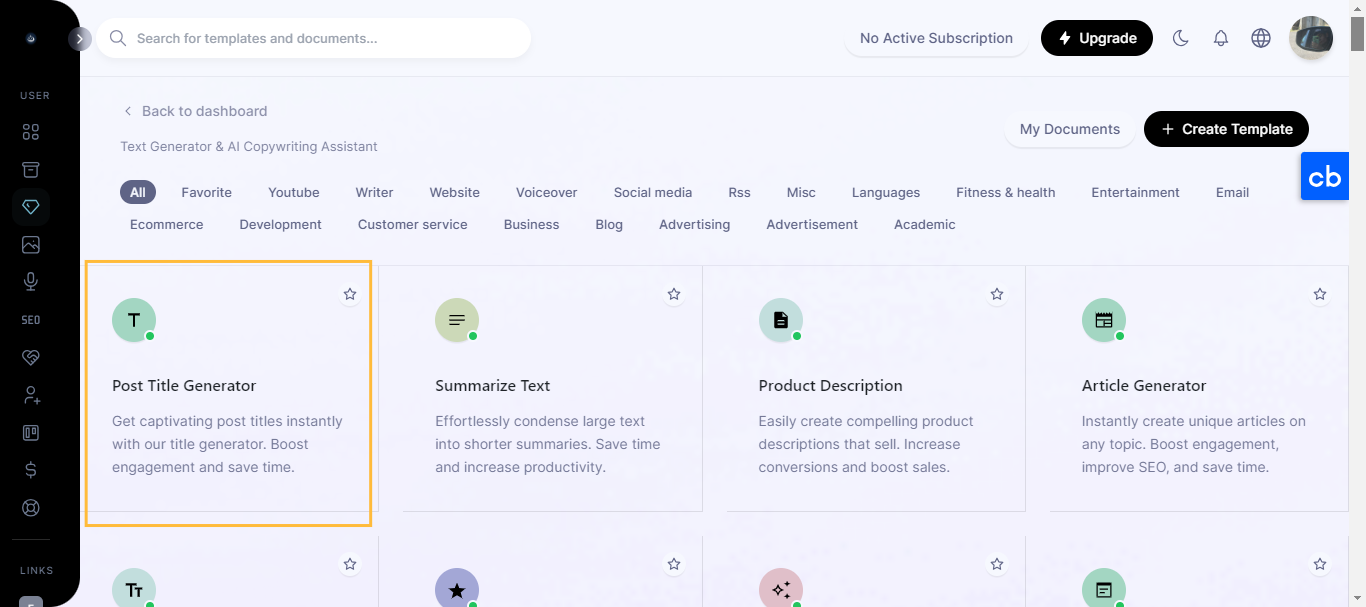 Search for templates and documents...
No Active Subscription
Upgrade
USER
SEO
LINKS
Back to dashboard
Text Generator & AI Copywriting Assistant
My Documents
+ Create Template
cb
All Favorite Youtube Writer Website Voiceover Social media Rss Misc Languages Fitness & health Entertainment Email
Ecommerce Development Customer service Business Blog Advertising Advertisement Academic
T
Post Title Generator
Get captivating post titles instantly
with our title generator. Boost
engagement and save time.
Summarize Text
Effortlessly condense large text
into shorter summaries. Save time
and increase productivity.
Product Description
Easily create compelling product
descriptions that sell. Increase
conversions and boost sales.
Article Generator
Instantly create unique articles on
any topic. Boost engagement,
improve SEO, and save time.
TT